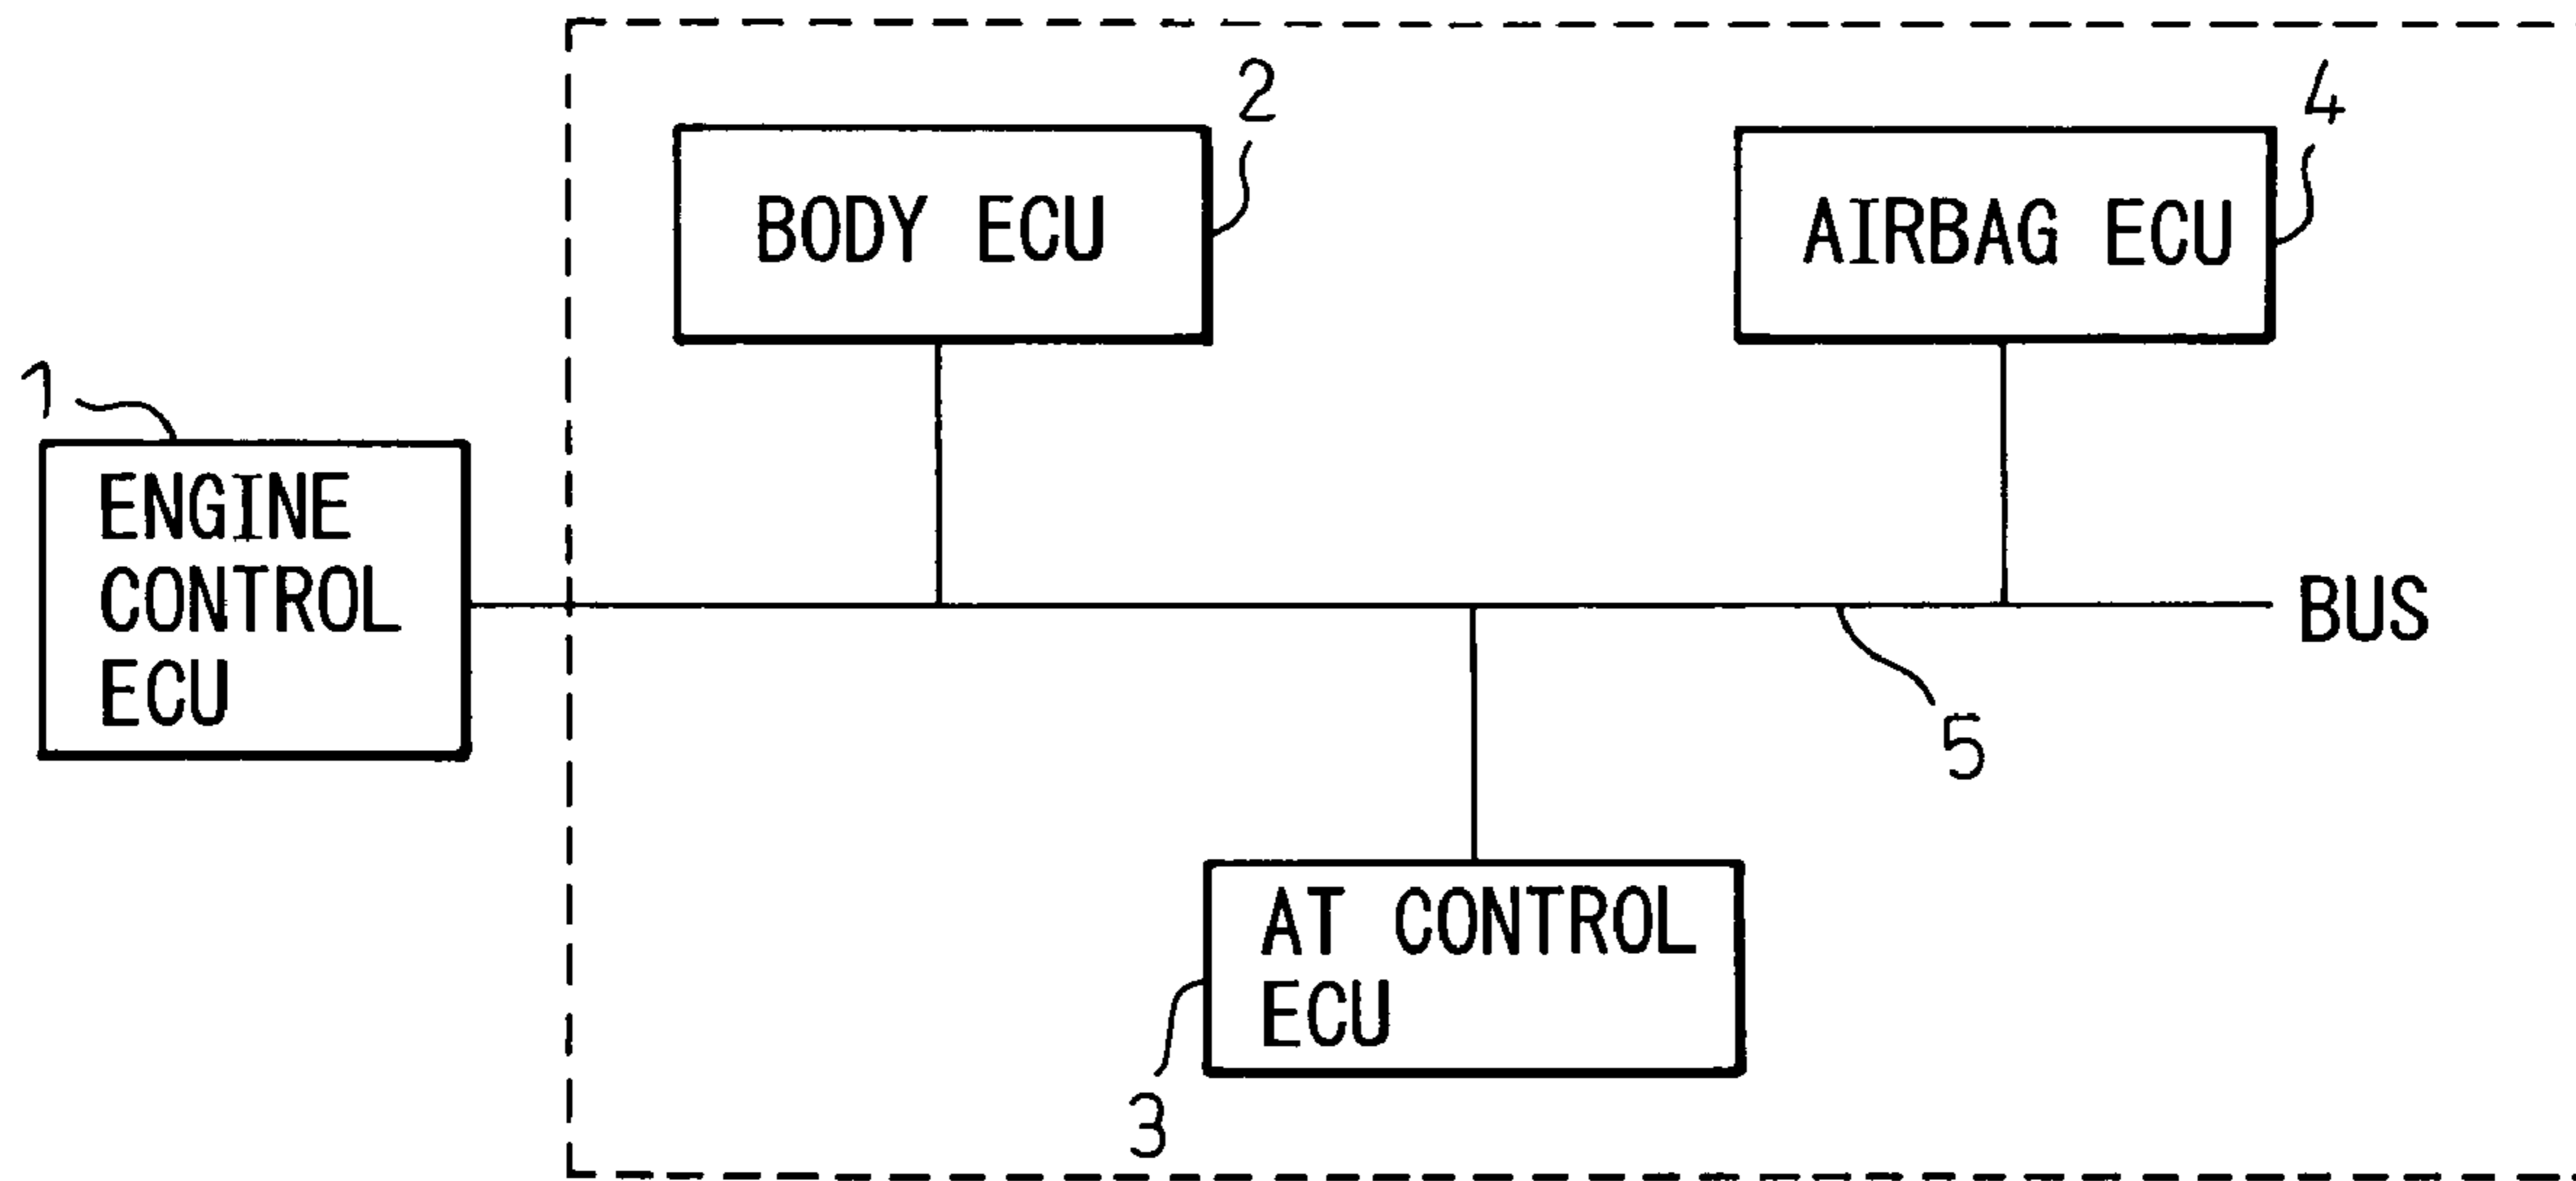 2
4
BODY ECU
AIRBAG ECU
1
ENGINE
CONTROL
ECU
BUS
5
AT CONTROL
ECU
3